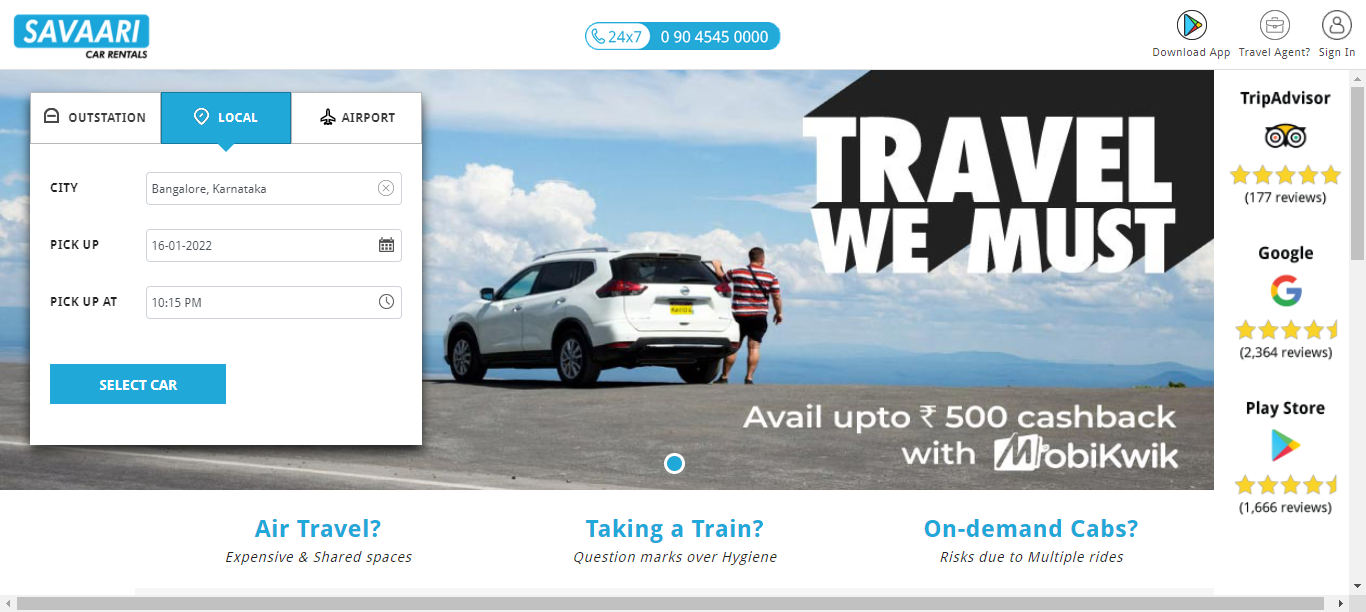 SAVAARI
CAR RENTALS
24x7 0 90 4545 0000
Download App
Travel Agent?
Sign In
OUTSTATION
LOCAL
AIRPORT
CITY
Bangalore, Karnataka
PICK UP
16-01-2022
PICK UP AT
10:15 PM
SELECT CAR
TRAVEL
WE MUST
Avail upto ₹ 500 cashback
with MobiKwik
TripAdvisor
(177 reviews)
Google
(2,364 reviews)
Play Store
(1,666 reviews)
Air Travel?
Expensive & Shared spaces
Taking a Train?
Question marks over Hygiene
On-demand Cabs?
Risks due to Multiple rides